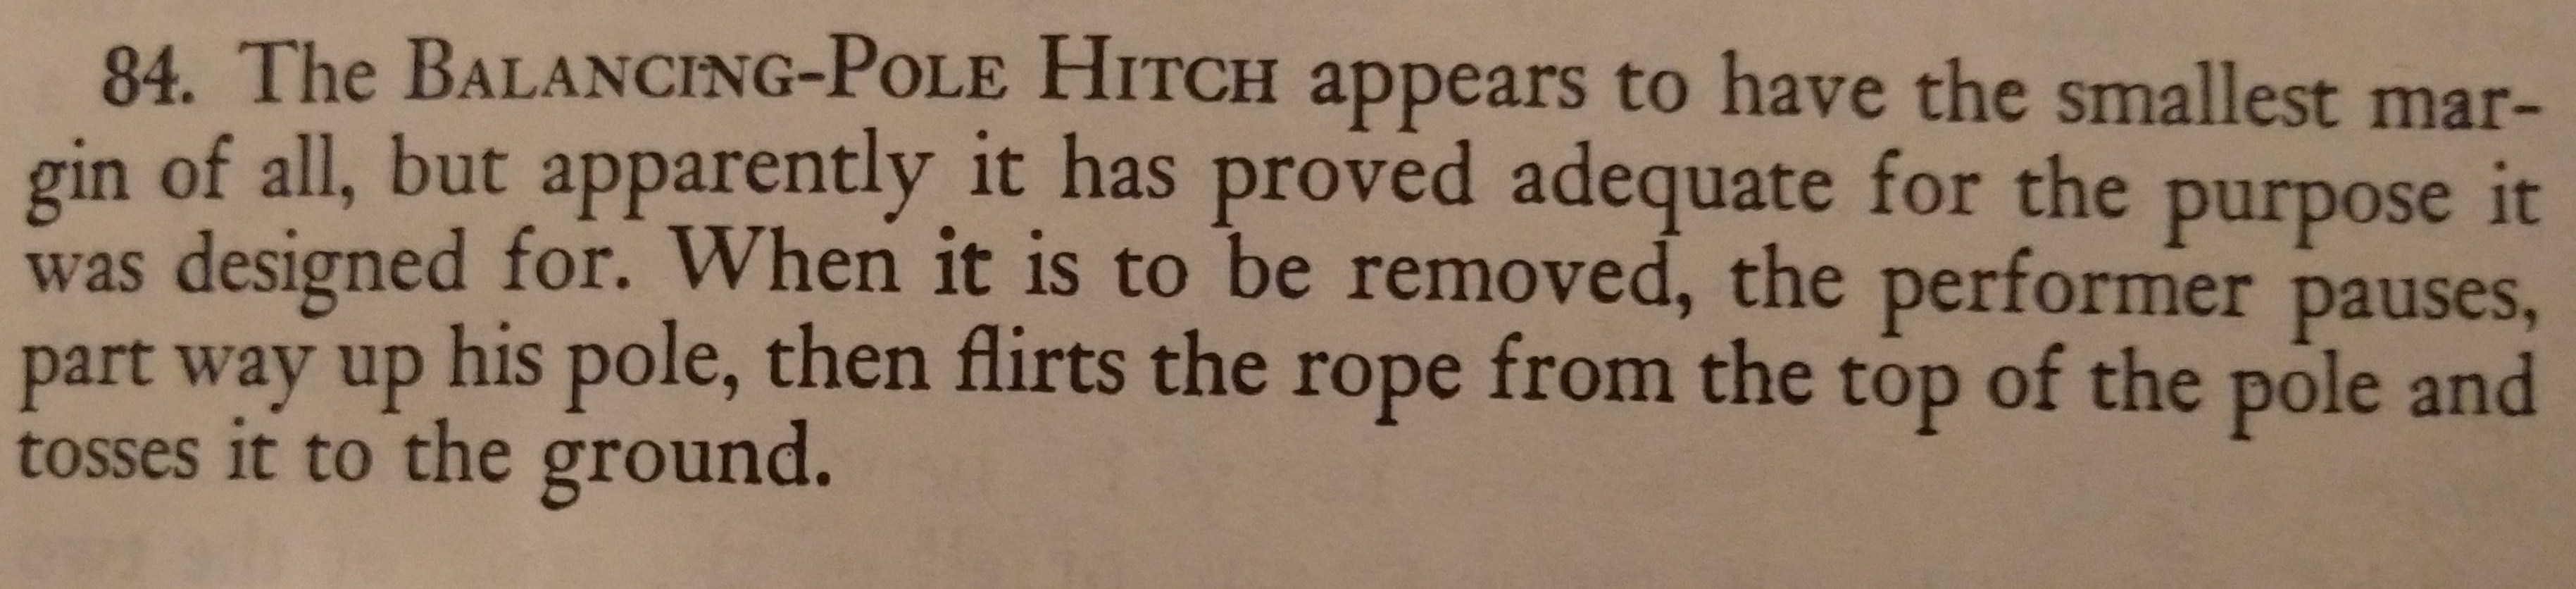 84. The BALANCING-POLE HITCH appears to have the smallest mar-
gin of all, but apparently it has proved adequate for the purpose it
was designed for. When it is to be removed, the performer pauses,
part way up his pole, then flirts the rope from the top of the pole and
tosses it to the ground.